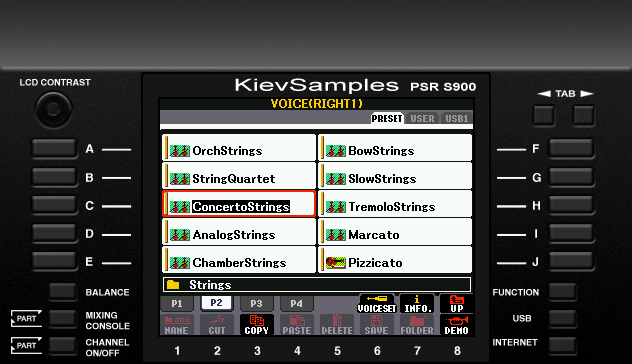 KievSamples PSR S900
LCD CONTRAST
◄ TAB ►
VOICE(RIGHT1)
PRESET USER USB1
A
B
C
D
E
OrchStrings
StringQuartet
ConcertoStrings
AnalogStrings
ChamberStrings
BowStrings
SlowStrings
TremoloStrings
Marcato
Pizzicato
F
G
H
I
J
Strings
P1 P2 P3 P4 VOICESET INFO. UP
NAME CUT COPY PASTE DELETE SAVE FOLDER DEMO
1 2 3 4 5 6 7 8
BALANCE
PART
MIXING
CONSOLE
PART
CHANNEL
ON/OFF
FUNCTION
USB
INTERNET